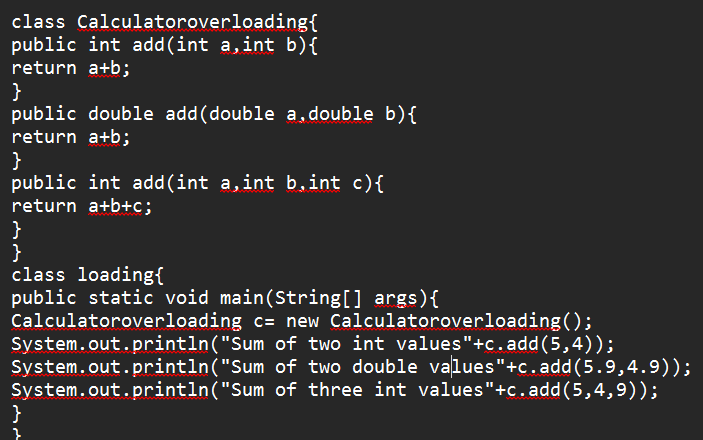 class Calculatoroverloading{
public int add(int a,int b){
return a+b;
}
public double add(double a,double b){
return a+b;
}
public int add(int a,int b,int c){
return a+b+c;
}
}
class loading{
public static void main(String[] args){
Calculatoroverloading c= new Calculatoroverloading();
System.out.println("Sum of two int values"+c.add(5,4));
System.out.println("Sum of two double values"+c.add(5.9,4.9));
System.out.println("Sum of three int values"+c.add(5,4,9));
}
}